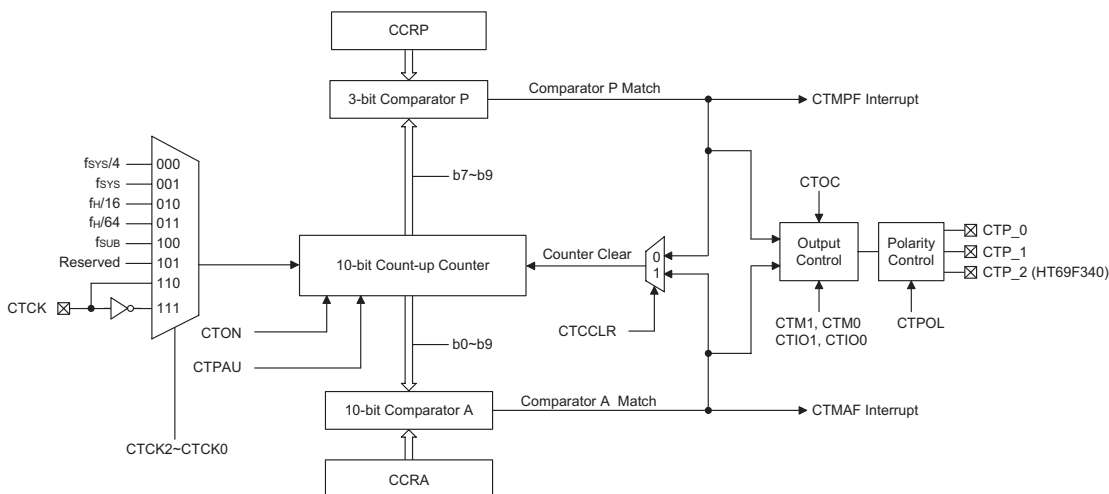 CCRP
3-bit Comparator P
Comparator P Match
CTMPF Interrupt
b7~b9
fSYS/4
000
fSYS
001
fH/16
010
fH/64
011
fSUB
100
Reserved
101
110
CTCK
111
10-bit Count-up Counter
Counter Clear
0
1
CTOC
Output
Control
Polarity
Control
CTP_0
CTP_1
CTP_2 (HT69F340)
CTON
CTPAU
b0~b9
CTCCLR
CTM1, CTM0
CTIO1, CTIO0
CTPOL
10-bit Comparator A
Comparator A Match
CTMAF Interrupt
CTCK2~CTCK0
CCRA